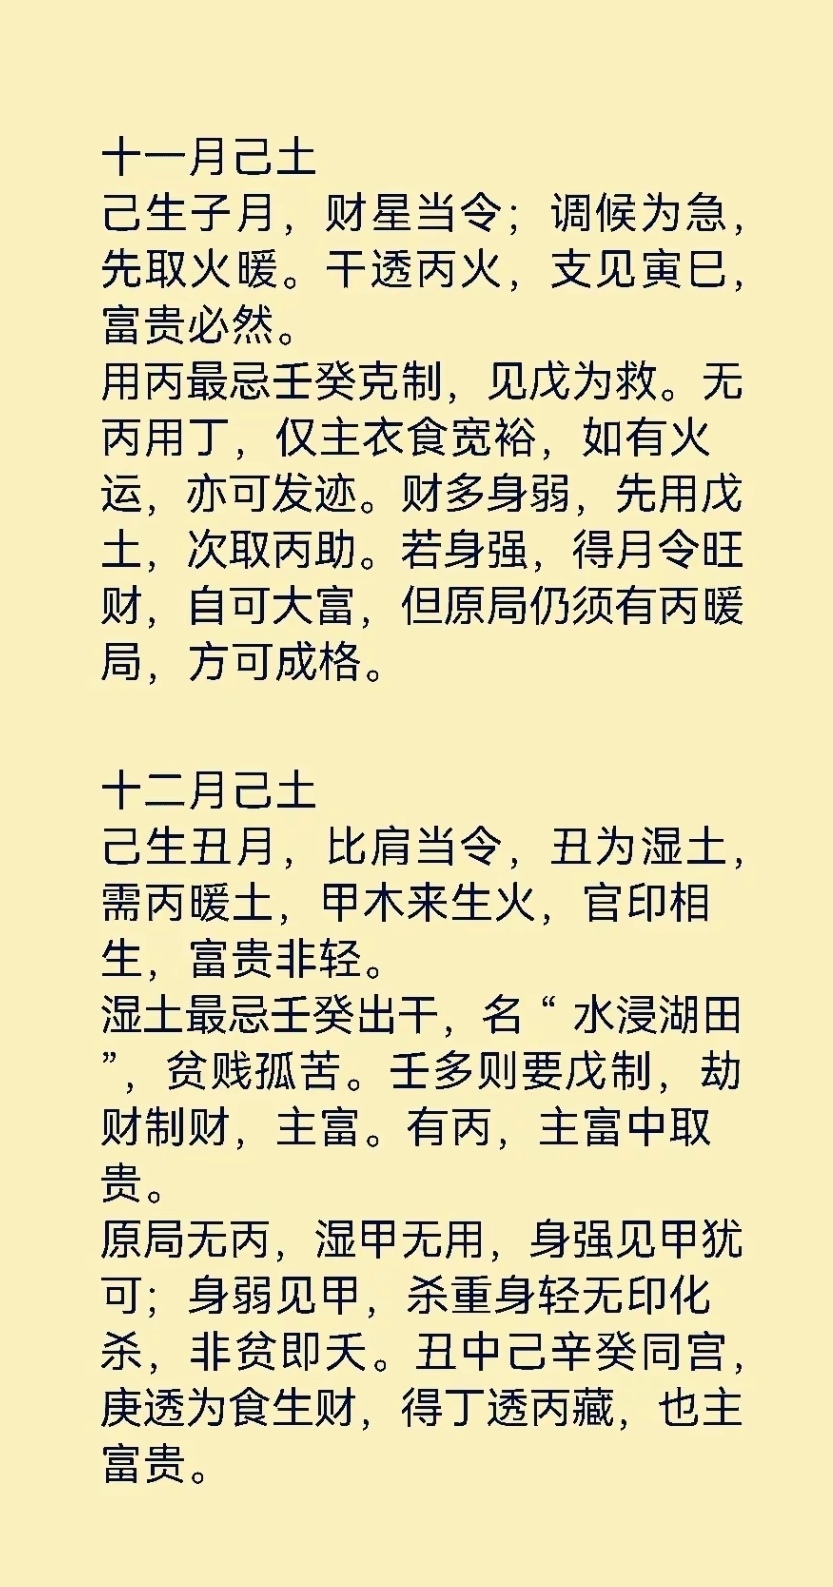 十一月己土
己生子月，财星当令；调候为急，
先取火暖。干透丙火，支见寅巳，
富贵必然。
用丙最忌壬癸克制，见戊为救。无
丙用丁，仅主衣食宽裕，如有火
运，亦可发迹。财多身弱，先用戊
土，次取丙助。若身强，得月令旺
财，自可大富，但原局仍须有丙暖
局，方可成格。
十二月己土
己生丑月，比肩当令，丑为湿土，
需丙暖土，甲木来生火，官印相
生，富贵非轻。
湿土最忌壬癸出干，名“水浸湖田
”，贫贱孤苦。壬多则要戊制，劫
财制财，主富。有丙，主富中取
贵。
原局无丙，湿甲无用，身强见甲犹
可；身弱见甲，杀重身轻无印化
杀，非贫即夭。丑中己辛癸同宫，
庚透为食生财，得丁透丙藏，也主
富贵。